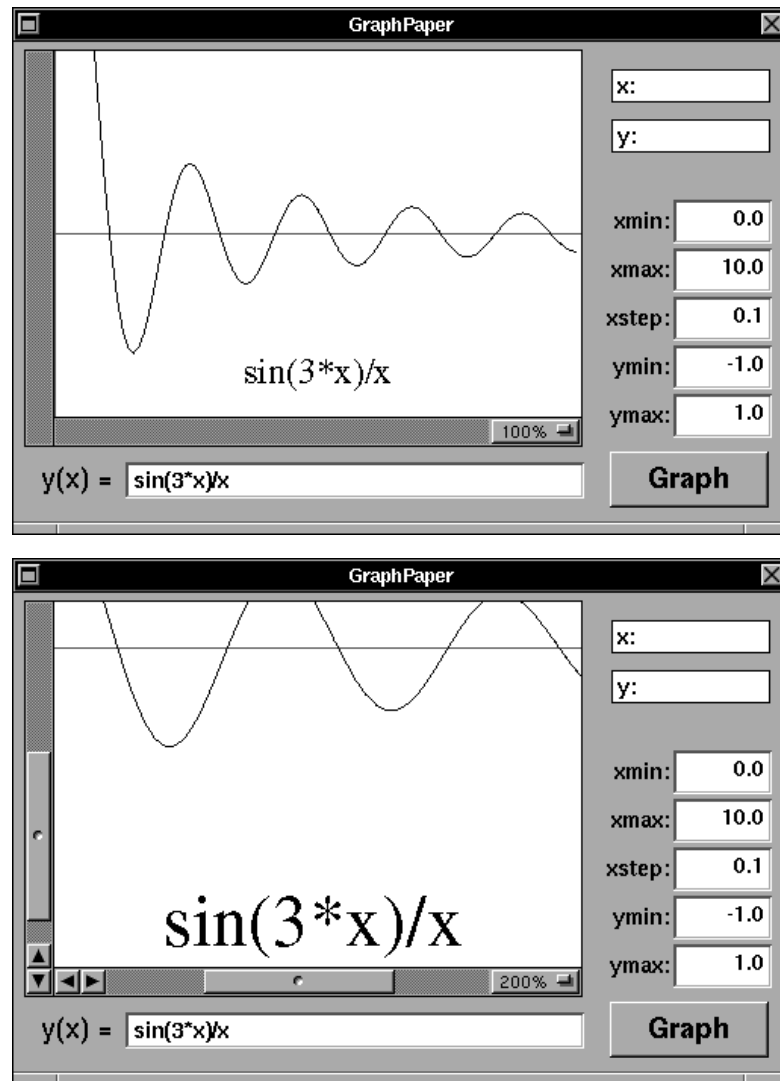 GraphPaper
x:
y:
xmin: 0.0
xmax: 10.0
xstep: 0.1
ymin: -1.0
ymax: 1.0
sin(3*x)/x
100%
y(x) = sin(3*x)/x
Graph
GraphPaper
x:
y:
xmin: 0.0
xmax: 10.0
xstep: 0.1
ymin: -1.0
ymax: 1.0
sin(3*x)/x
200%
y(x) = sin(3*x)/x
Graph